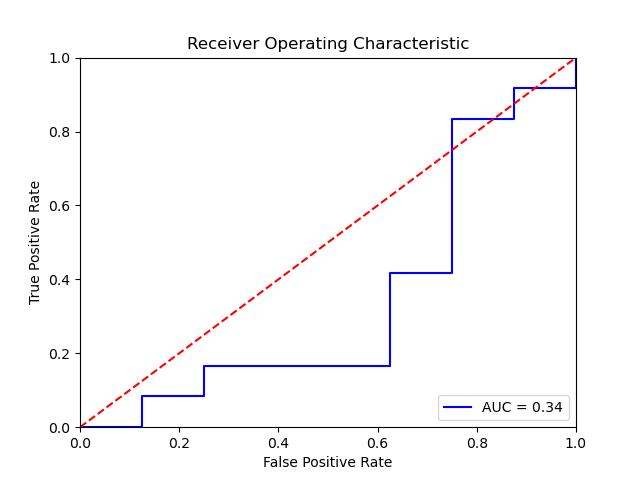 Receiver Operating Characteristic
True Positive Rate
1.0
0.8
0.6
0.4
0.2
0.0
AUC = 0.34
0.0 0.2 0.4 0.6 0.8 1.0
False Positive Rate